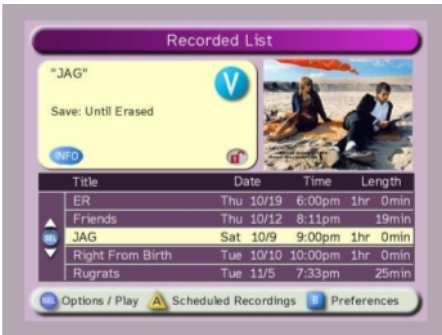 Recorded List
"JAG"
V
Save: Until Erased
INFO
Title Date Time Length
ER Thu 10/19 6:00pm 1hr 0min
Friends Thu 10/12 8:11pm 19min
SEL JAG Sat 10/9 9:00pm 1hr 0min
Right From Birth Tue 10/10 10:00pm 1hr 0min
Rugrats Tue 11/5 7:33pm 25min
SEL Options / Play A Scheduled Recordings B Preferences